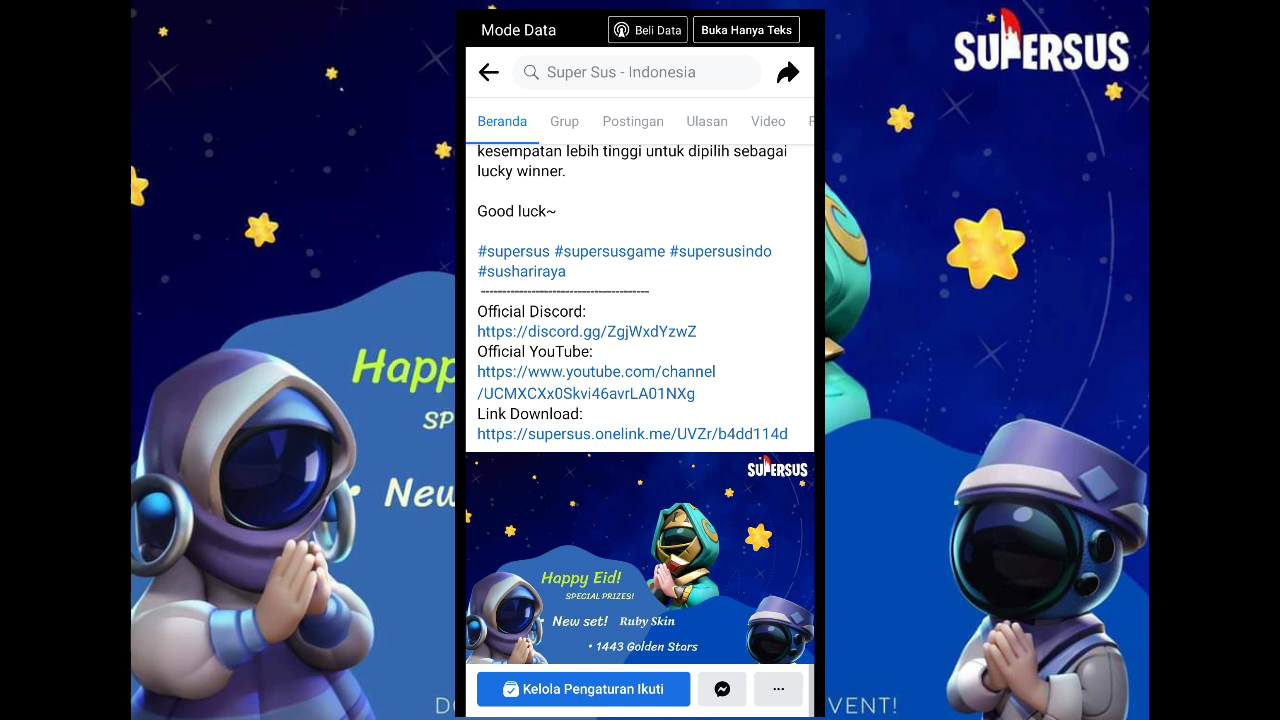 Mode Data
Beli Data
Buka Hanya Teks
SUPERSUS
Super Sus - Indonesia
Beranda Grup Postingan Ulasan Video
kesempatan lebih tinggi untuk dipilih sebagai
lucky winner.
Good luck~
#supersus #supersusgame #supersusindo
#sushariraya
----------------------------------------
Official Discord:
https://discord.gg/ZgjWxdYzwZ
Official YouTube:
https://www.youtube.com/channel
/UCMXCXx0Skvi46avrLA01NXg
Link Download:
https://supersus.onelink.me/UVZr/b4dd114d
Happ
SP
• New
SUPERSUS
Happy Eid!
SPECIAL PRIZES!
• New set! Ruby Skin
• 1443 Golden Stars
Kelola Pengaturan Ikuti
VENT!